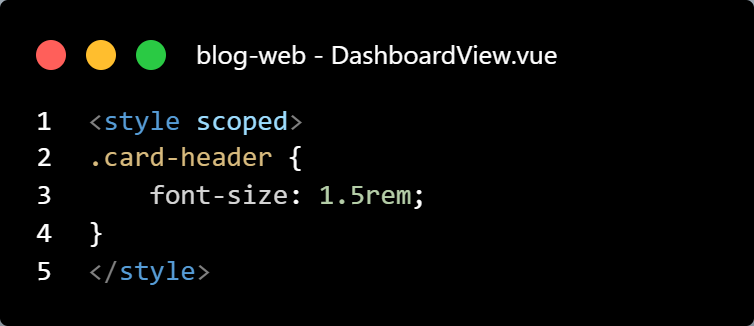 blog-web - DashboardView.vue
1 <style scoped>
2 .card-header {
3     font-size: 1.5rem;
4 }
5 </style>